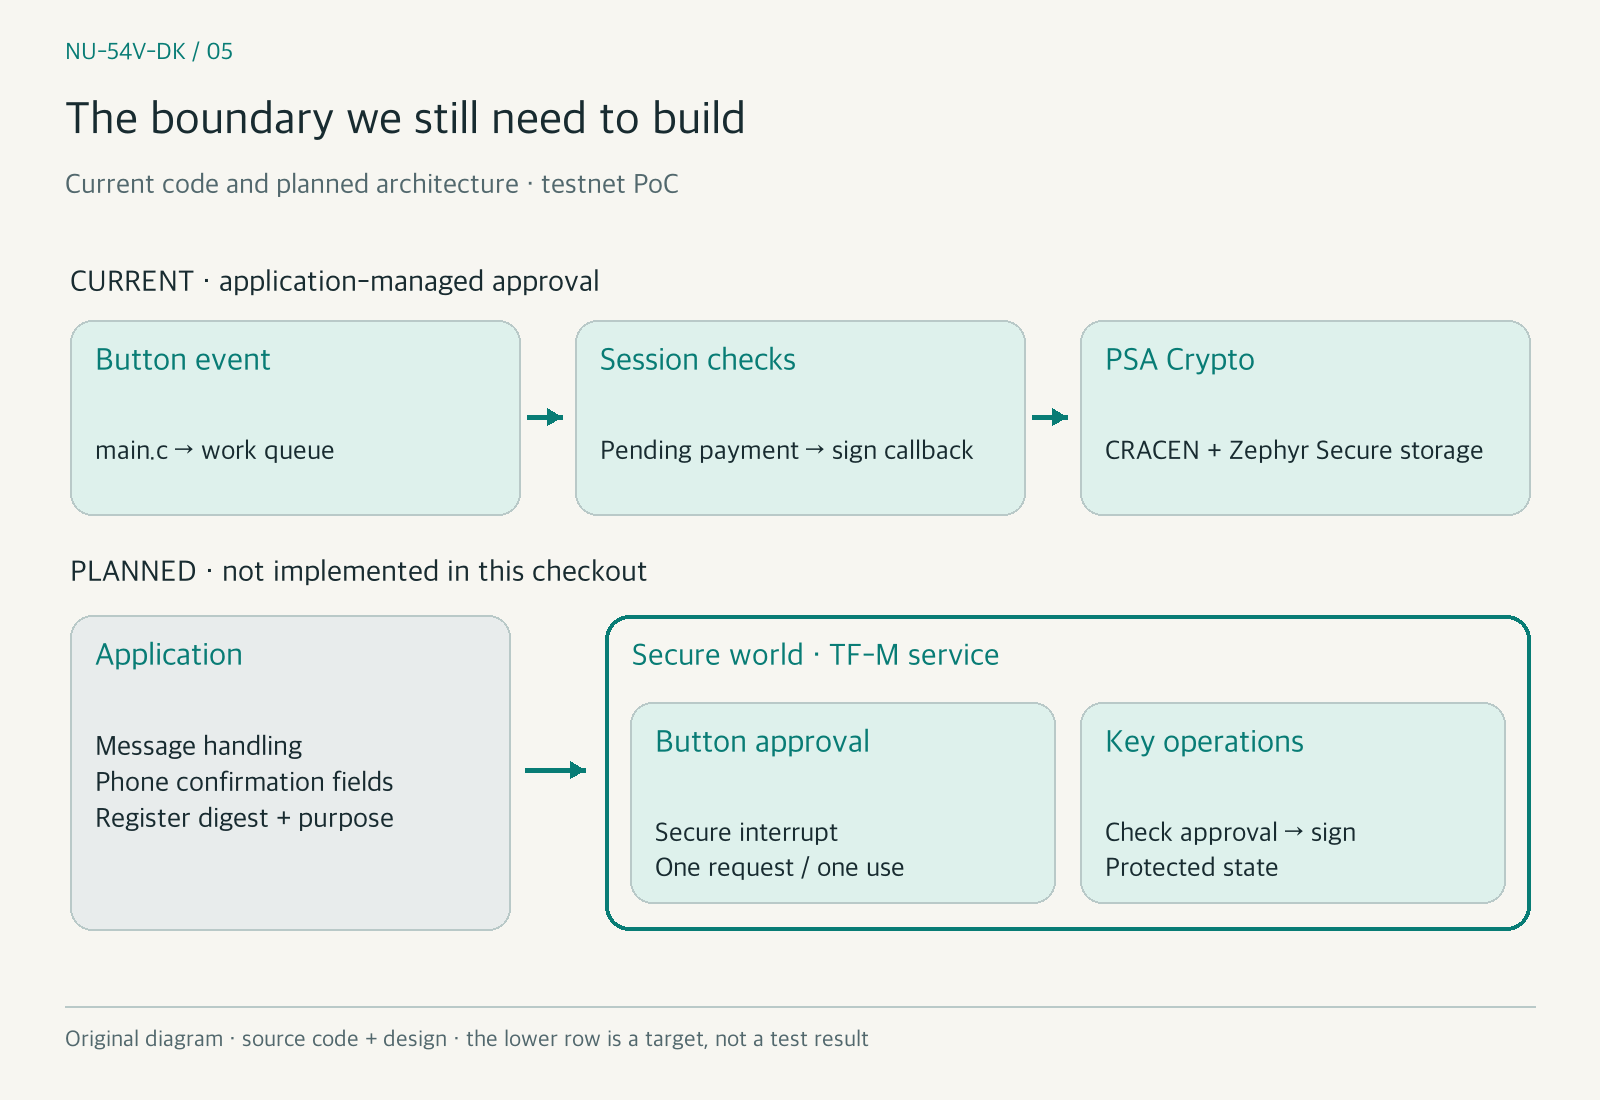 NU-54V-DK / 05
The boundary we still need to build
Current code and planned architecture · testnet PoC
CURRENT · application-managed approval
Button event
main.c → work queue
Session checks
Pending payment → sign callback
PSA Crypto
CRACEN + Zephyr Secure storage
PLANNED · not implemented in this checkout
Application
Message handling
Phone confirmation fields
Register digest + purpose
Secure world · TF-M service
Button approval
Secure interrupt
One request / one use
Key operations
Check approval → sign
Protected state
Original diagram · source code + design · the lower row is a target, not a test result